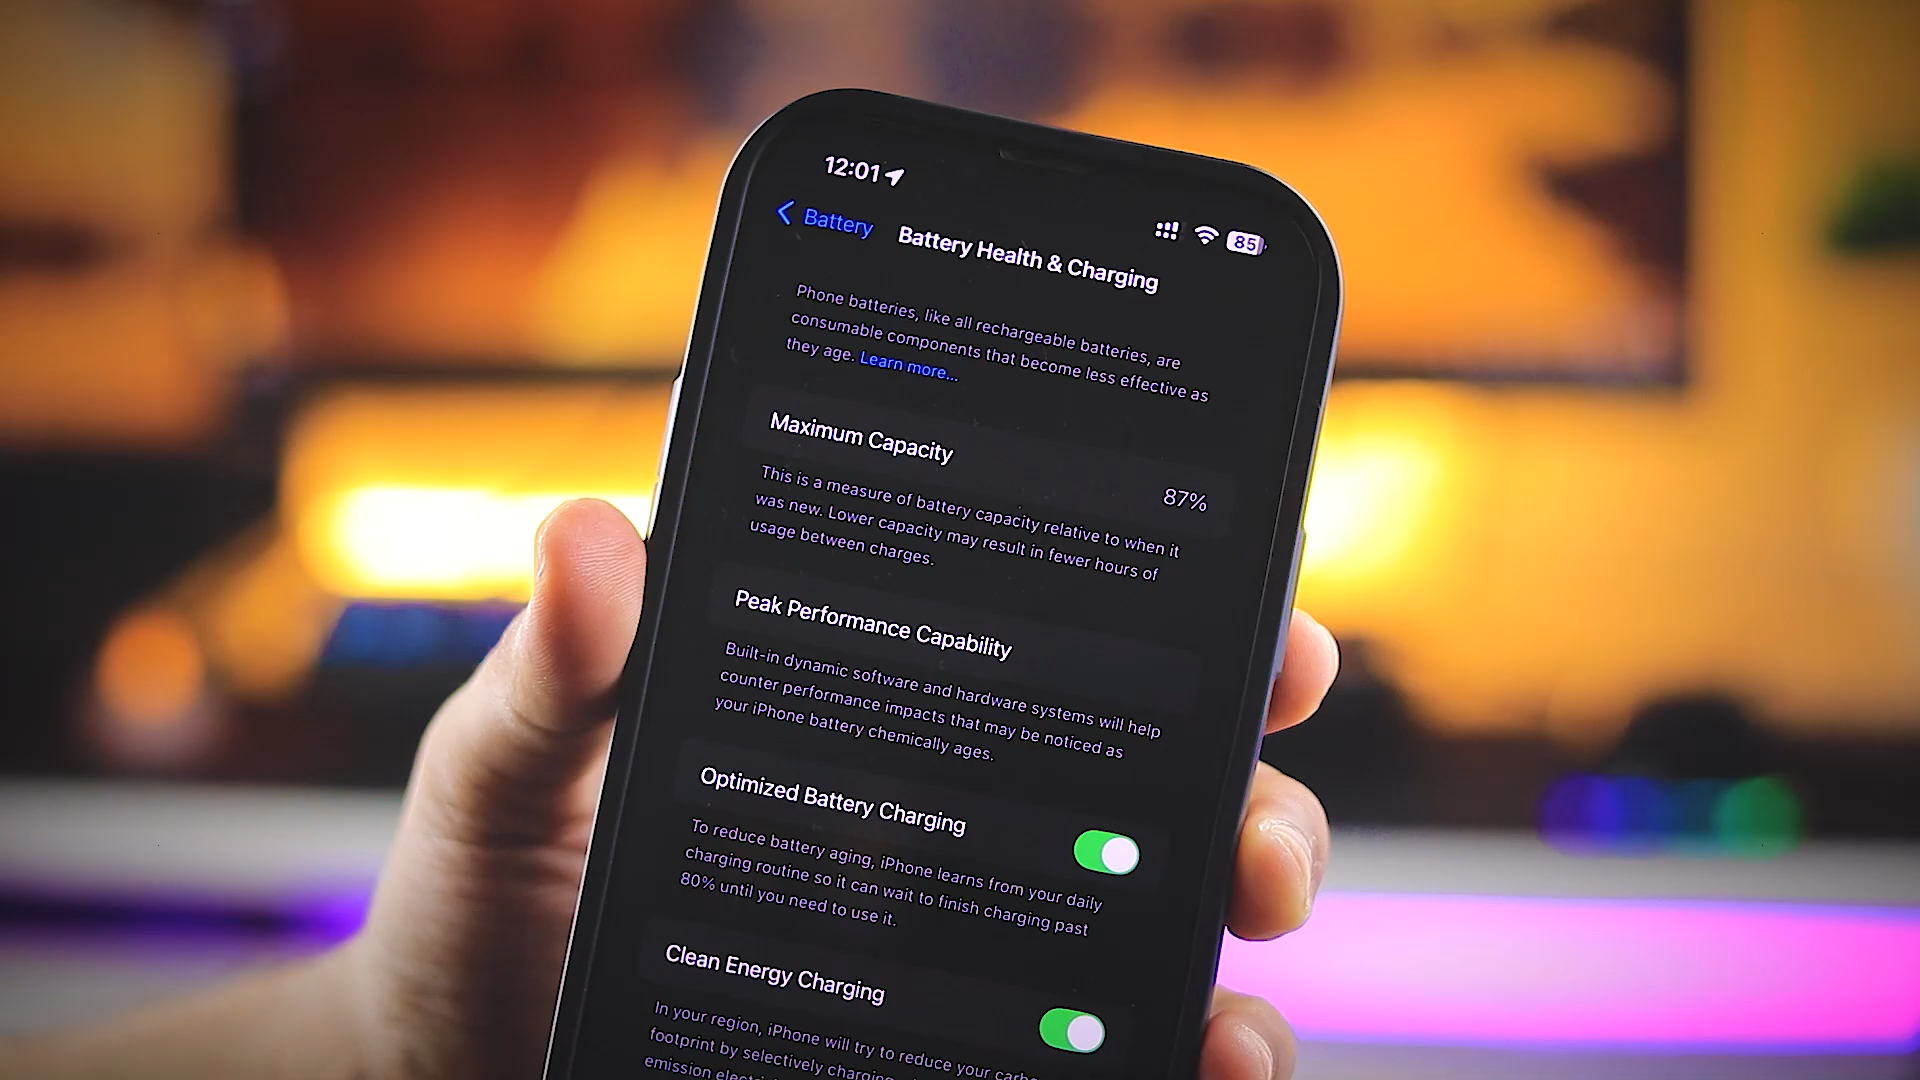 12:01
85
Battery
Battery Health & Charging
Phone batteries, like all rechargeable batteries, are
consumable components that become less effective as
they age. Learn more...
Maximum Capacity
87%
This is a measure of battery capacity relative to when it
was new. Lower capacity may result in fewer hours of
usage between charges.
Peak Performance Capability
Built-in dynamic software and hardware systems will help
counter performance impacts that may be noticed as
your iPhone battery chemically ages.
Optimized Battery Charging
To reduce battery aging, iPhone learns from your daily
charging routine so it can wait to finish charging past
80% until you need to use it.
Clean Energy Charging
In your region, iPhone will try to reduce your
footprint by selectively charging
emission